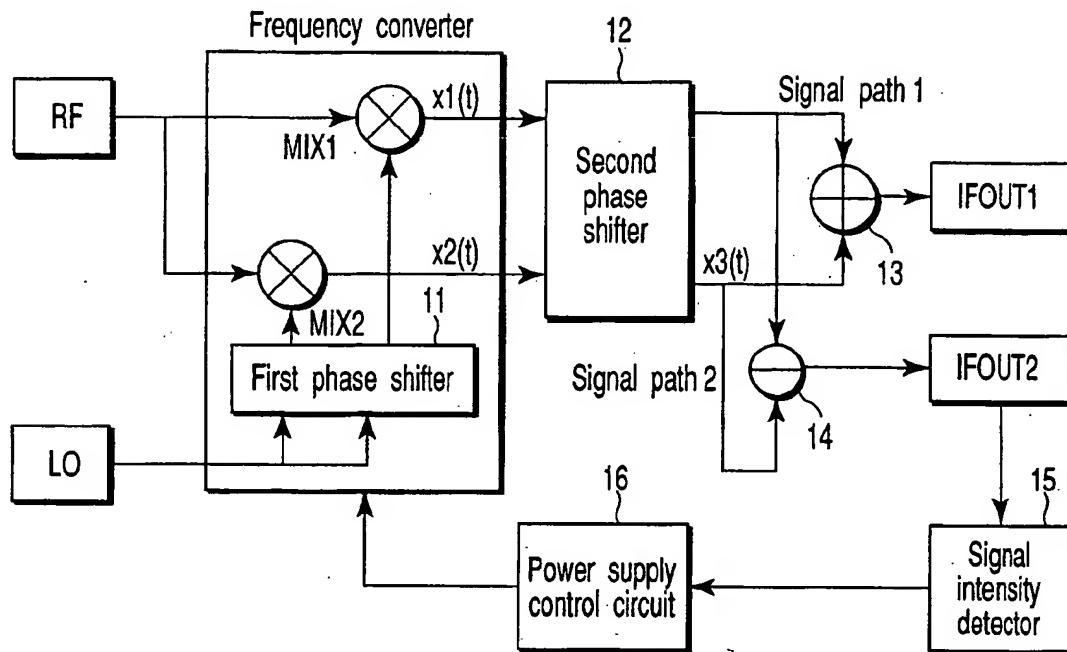 Frequency converter
12
RF
x1(t)
Signal path 1
MIX1
Second
phase
shifter
IFOUT1
x2(t)
x3(t)
13
MIX2
11
First phase shifter
Signal path 2
IFOUT2
14
LO
16
15
Power supply
control circuit
Signal
intensity
detector